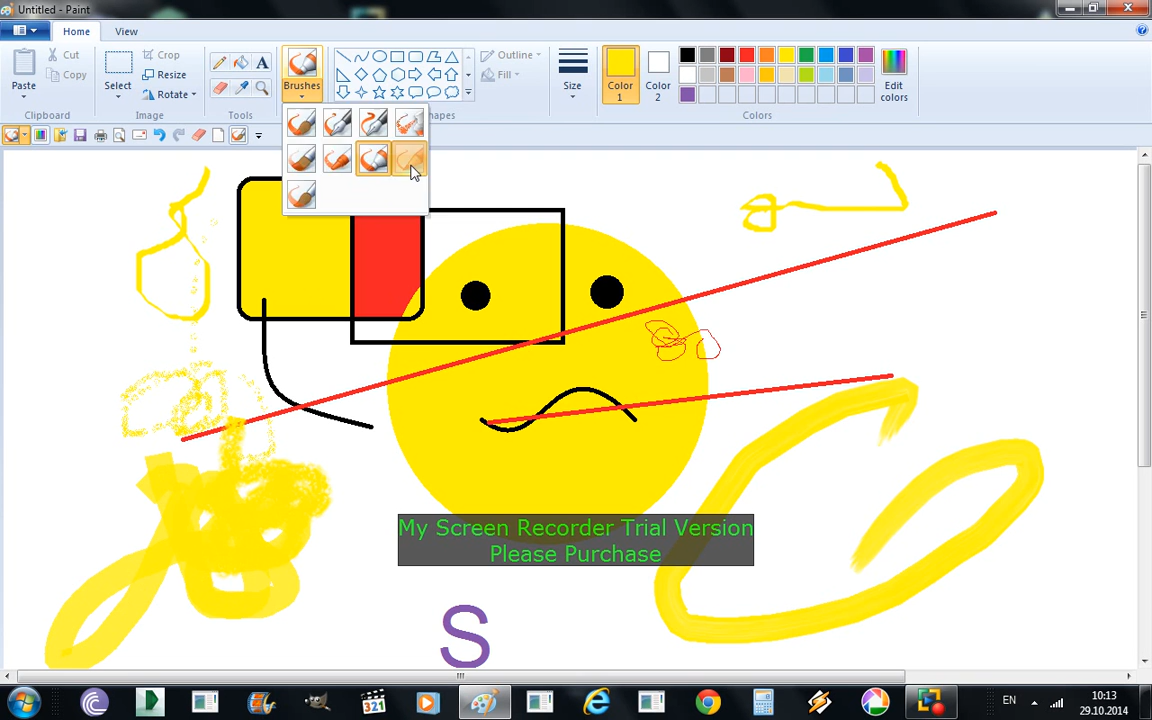 Untitled - Paint
Home View
Paste
Cut
Copy
Clipboard
Select
Crop
Resize
Rotate
Image
A
Tools
Brushes
Outline
Fill
Size
Color 1
Color 2
Edit colors
Colors
My Screen Recorder Trial Version
Please Purchase
S
321
EN
10:13
29.10.2014